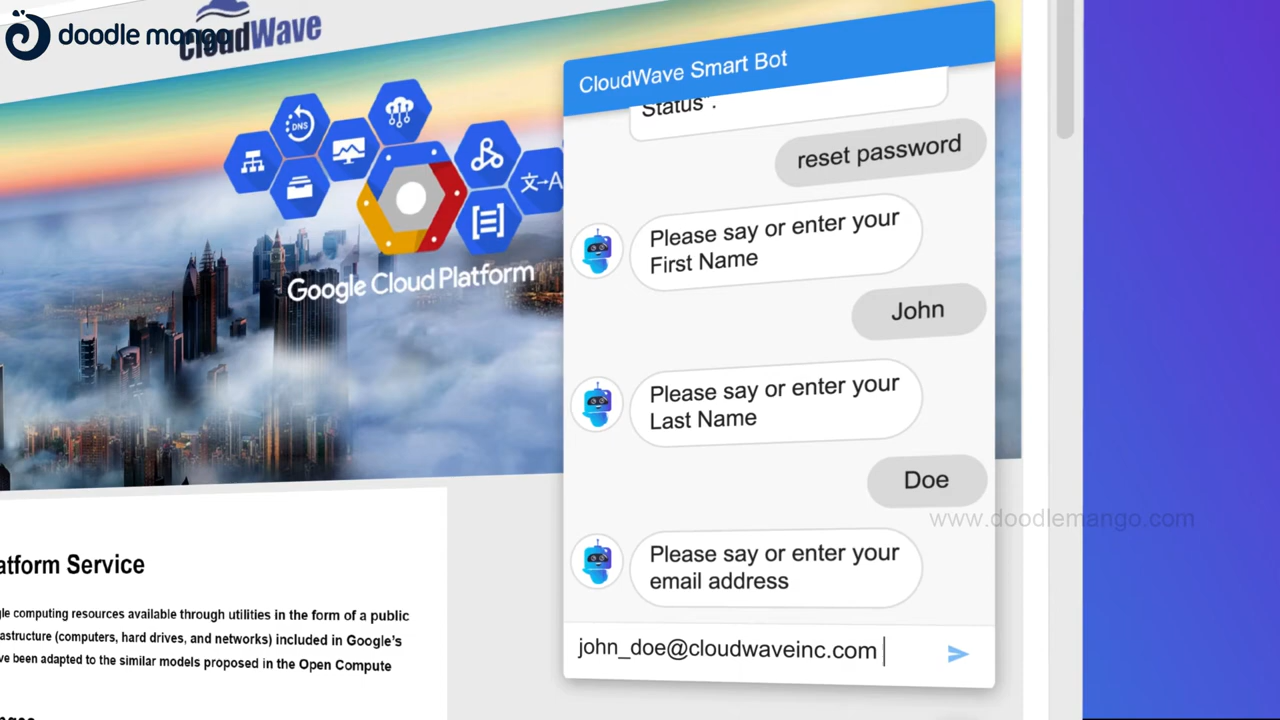 doodle mango
CloudWave
DNS
文 A
Google Cloud Platform
CloudWave Smart Bot
Status".
reset password
Please say or enter your
First Name
John
Please say or enter your
Last Name
Doe
www.doodlemango.com
Please say or enter your
email address
john_doe@cloudwaveinc.com
atform Service
gle computing resources available through utilities in the form of a public
astructure (computers, hard drives, and networks) included in Google's
ve been adapted to the similar models proposed in the Open Compute